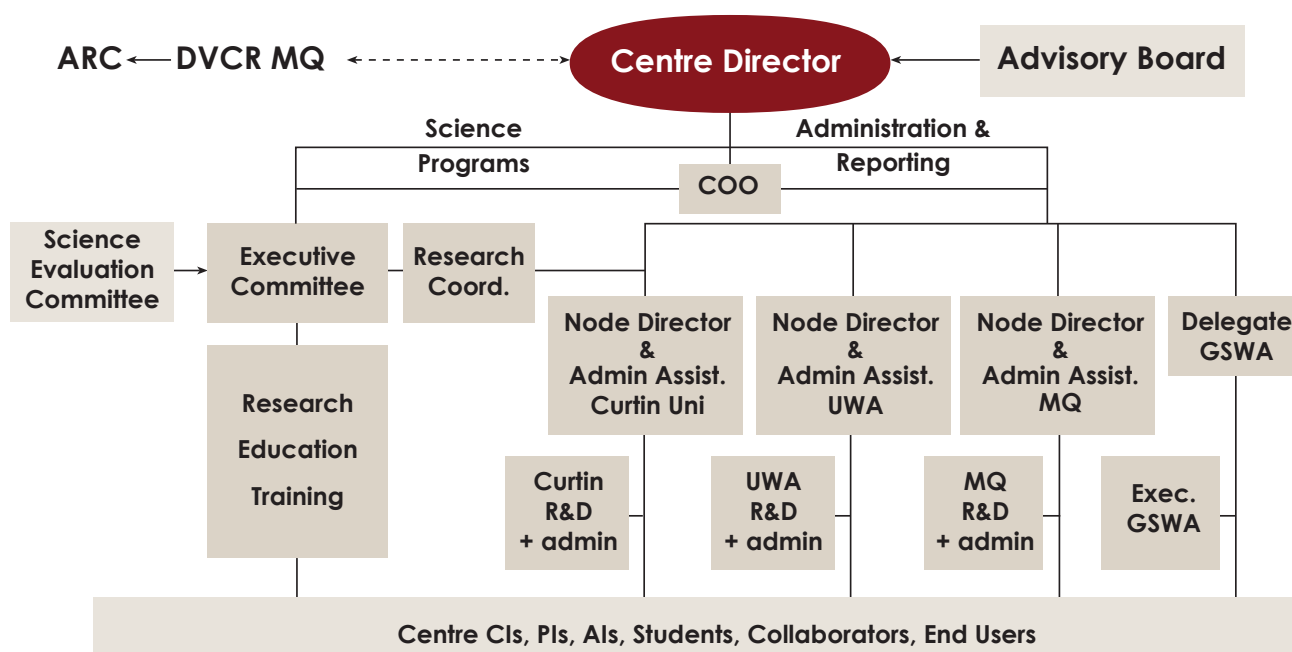 ARC
DVCR MQ
Centre Director
Advisory Board
Science
Programs
Administration &
Reporting
COO
Science
Evaluation
Committee
Executive
Committee
Research
Coord.
Node Director
&
Admin Assist.
Curtin Uni
Node Director
&
Admin Assist.
UWA
Node Director
&
Admin Assist.
MQ
Delegate
GSWA
Research
Education
Training
Curtin
R&D
+ admin
UWA
R&D
+ admin
MQ
R&D
+ admin
Exec.
GSWA
Centre CIs, PIs, AIs, Students, Collaborators, End Users